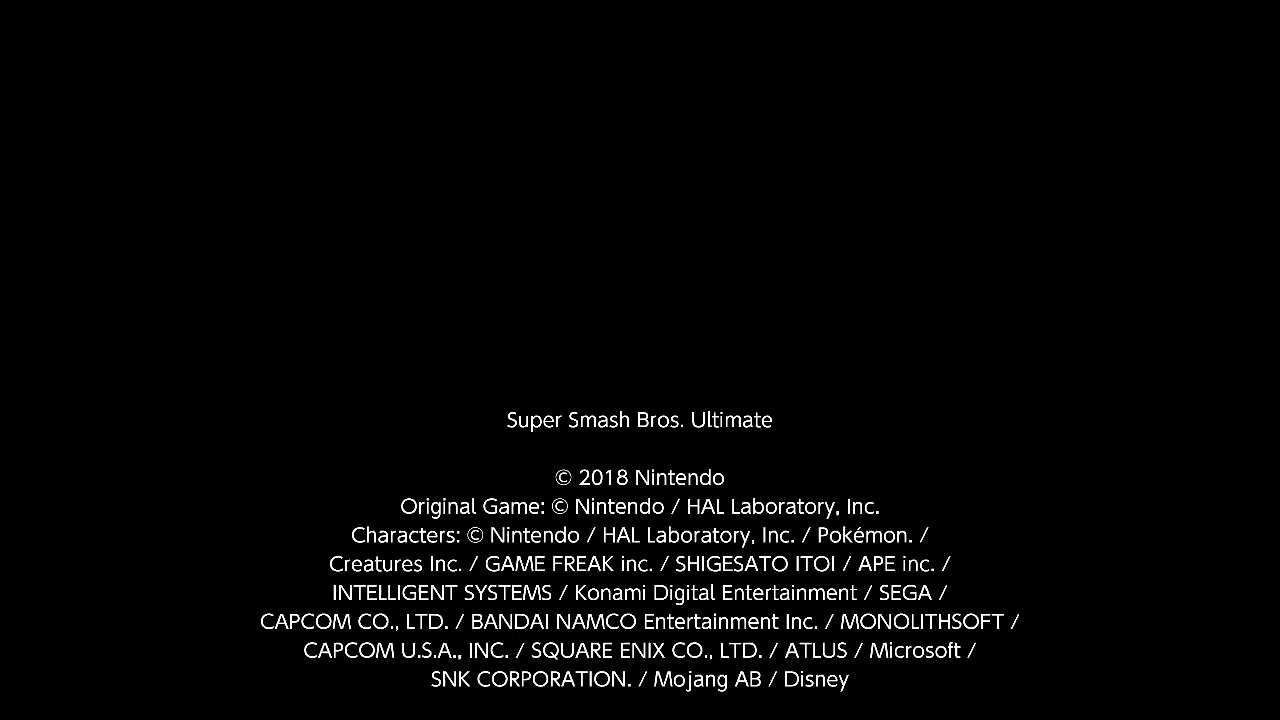 Super Smash Bros. Ultimate
© 2018 Nintendo
Original Game: © Nintendo / HAL Laboratory, Inc.
Characters: © Nintendo / HAL Laboratory, Inc. / Pokémon. /
Creatures Inc. / GAME FREAK inc. / SHIGESATO ITOI / APE inc. /
INTELLIGENT SYSTEMS / Konami Digital Entertainment / SEGA /
CAPCOM CO., LTD. / BANDAI NAMCO Entertainment Inc. / MONOLITHSOFT /
CAPCOM U.S.A., INC. / SQUARE ENIX CO., LTD. / ATLUS / Microsoft /
SNK CORPORATION. / Mojang AB / Disney